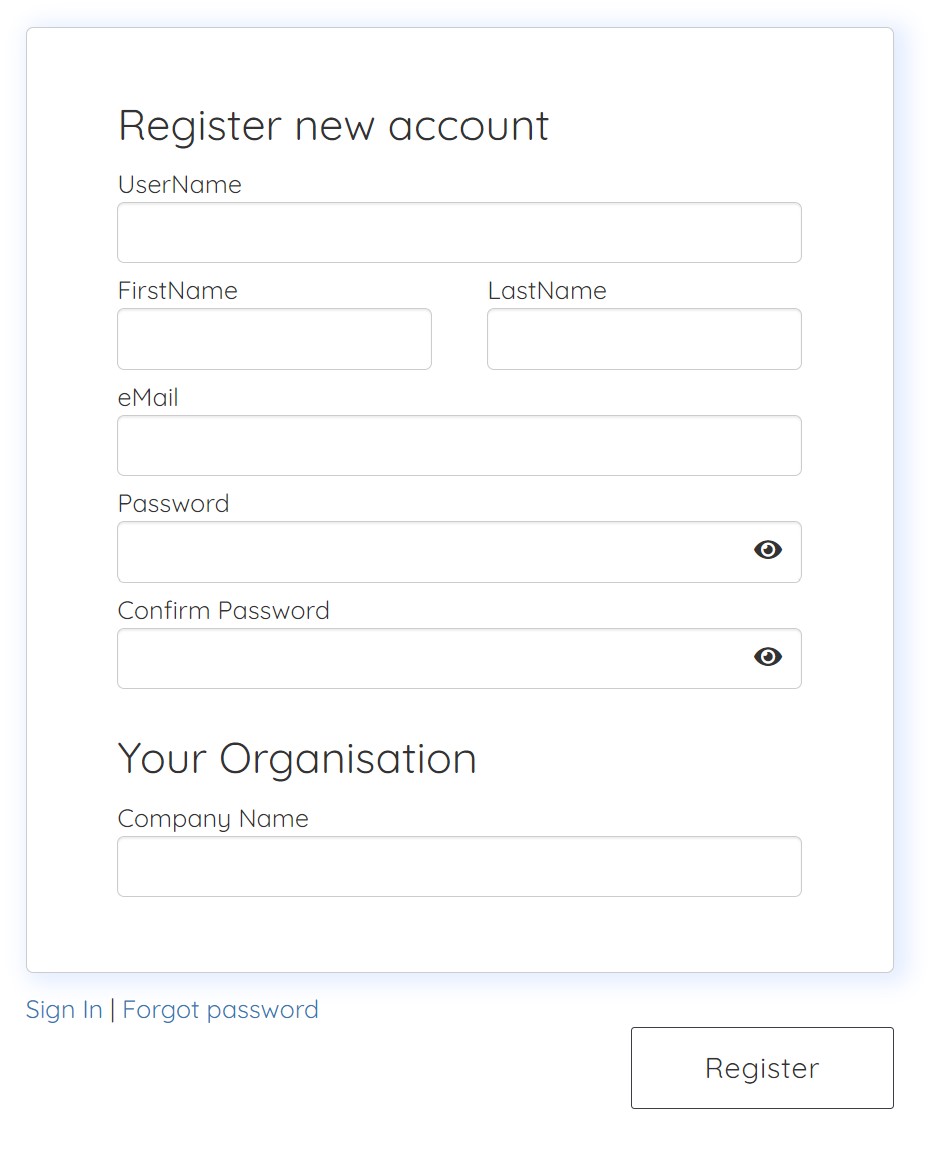 Register new account
UserName
FirstName LastName
eMail
Password
Confirm Password
Your Organisation
Company Name
Sign In | Forgot password
Register